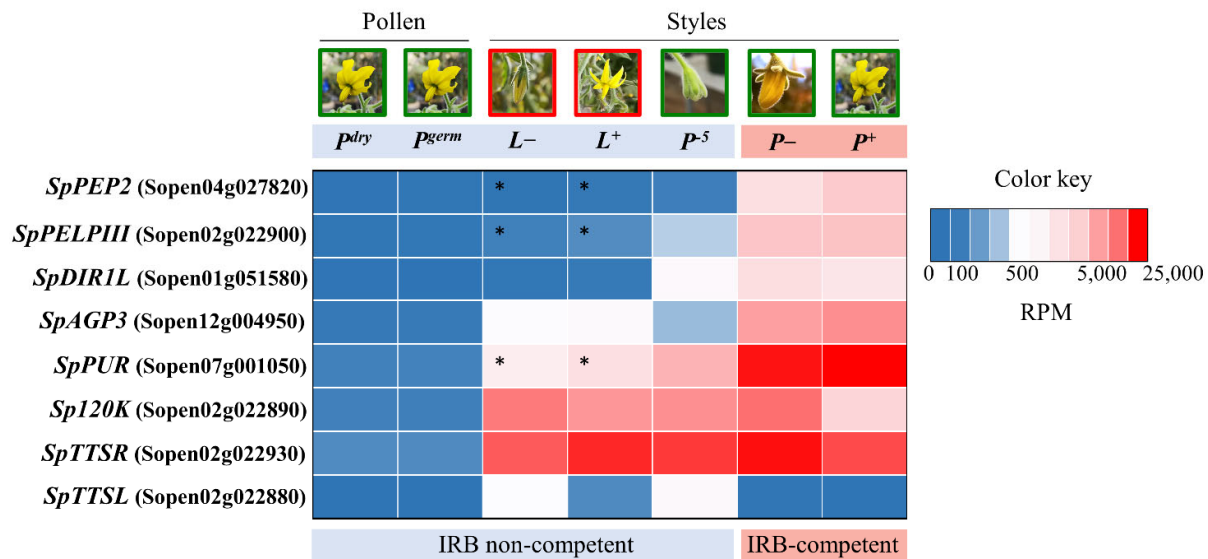 Pollen Styles
Pdry Pgerm L– L+ P-5 P– P+
SpPEP2 (Sopen04g027820) * *
SpPELPIII (Sopen02g022900) * *
SpDIR1L (Sopen01g051580)
SpAGP3 (Sopen12g004950)
SpPUR (Sopen07g001050) * *
Sp120K (Sopen02g022890)
SpTTSR (Sopen02g022930)
SpTTSL (Sopen02g022880)
IRB non-competent IRB-competent
Color key
0 100 500 5,000 25,000
RPM